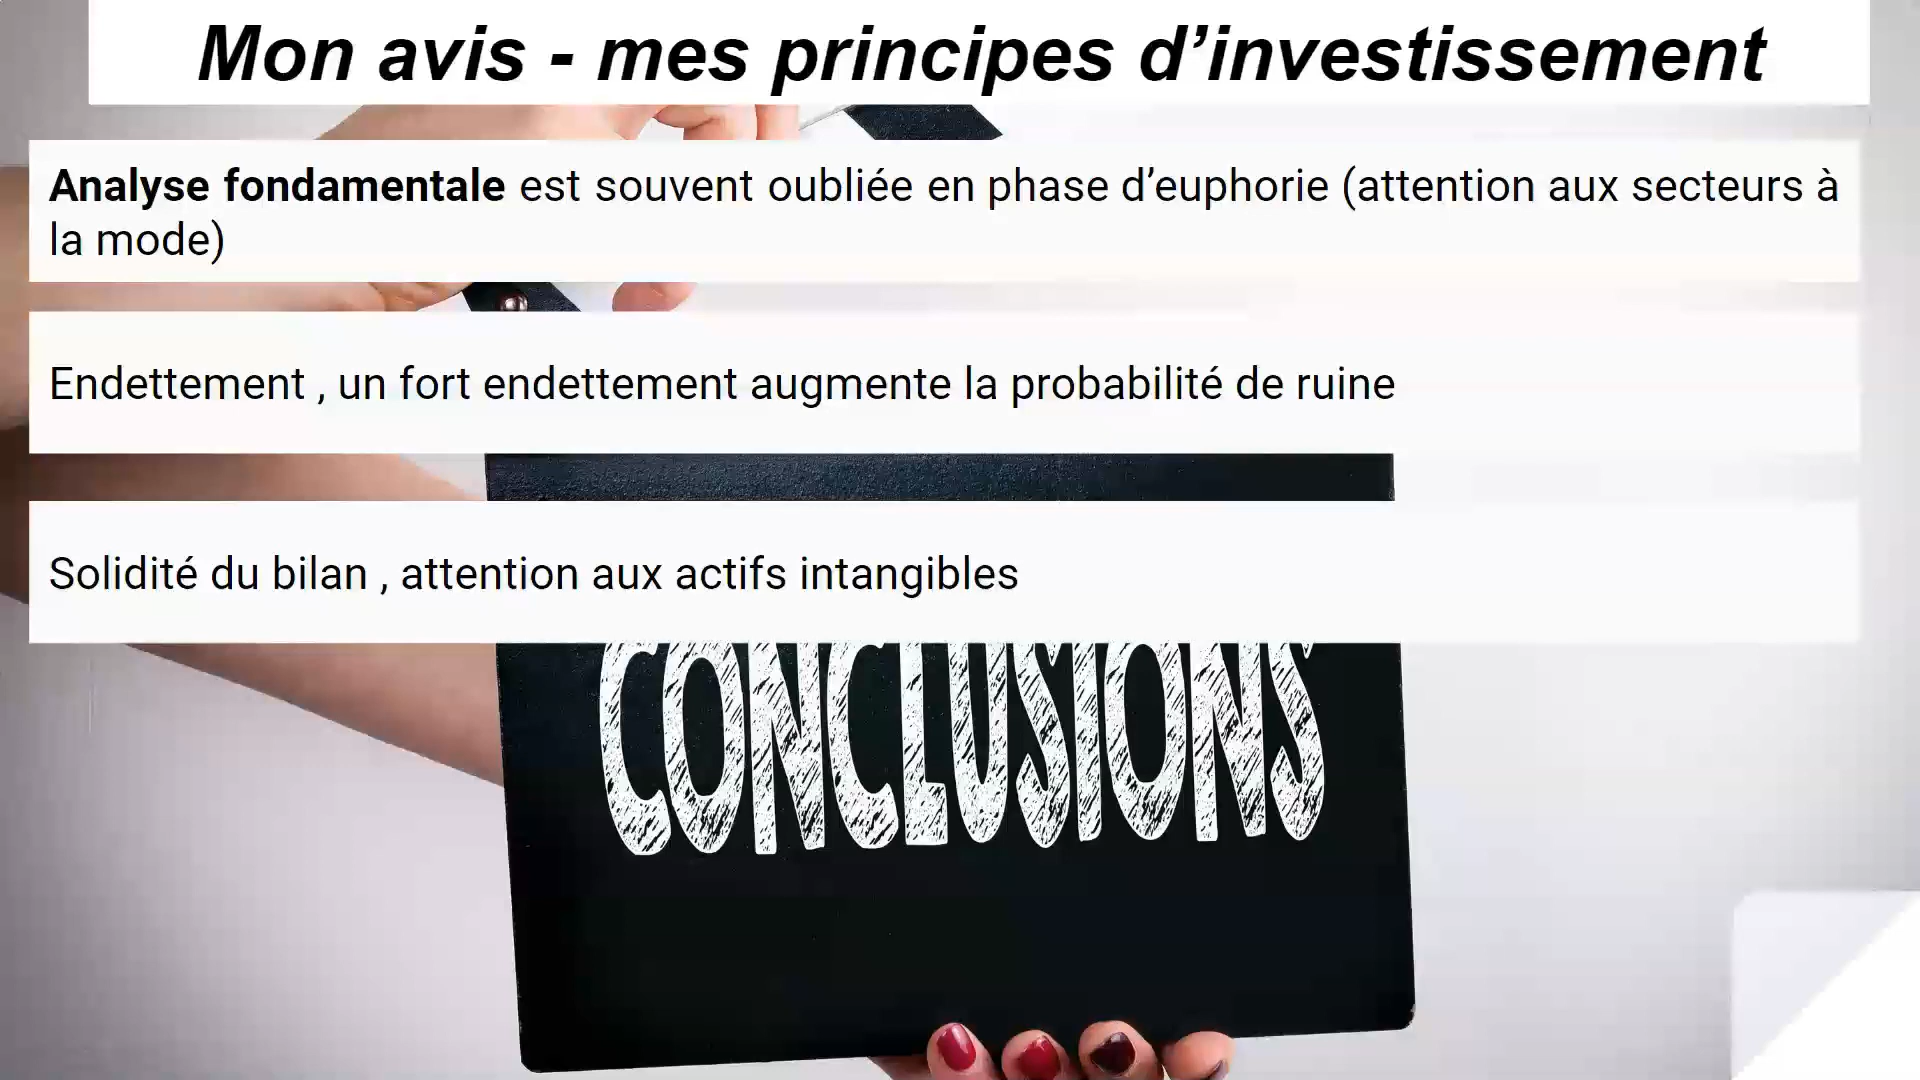 Mon avis - mes principes d’investissement
Analyse fondamentale est souvent oubliée en phase d’euphorie (attention aux secteurs à
la mode)
Endettement , un fort endettement augmente la probabilité de ruine
Solidité du bilan , attention aux actifs intangibles
CONCLUSIONS